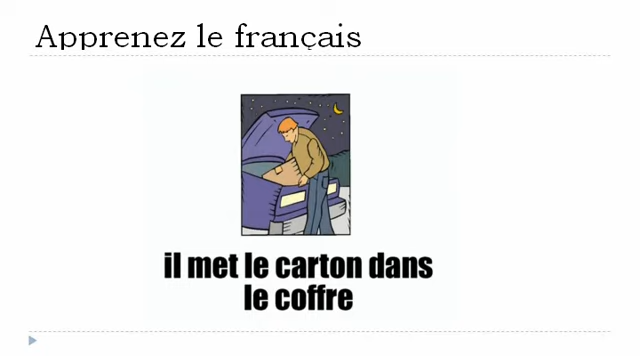 Apprenez le français
il met le carton dans
le coffre